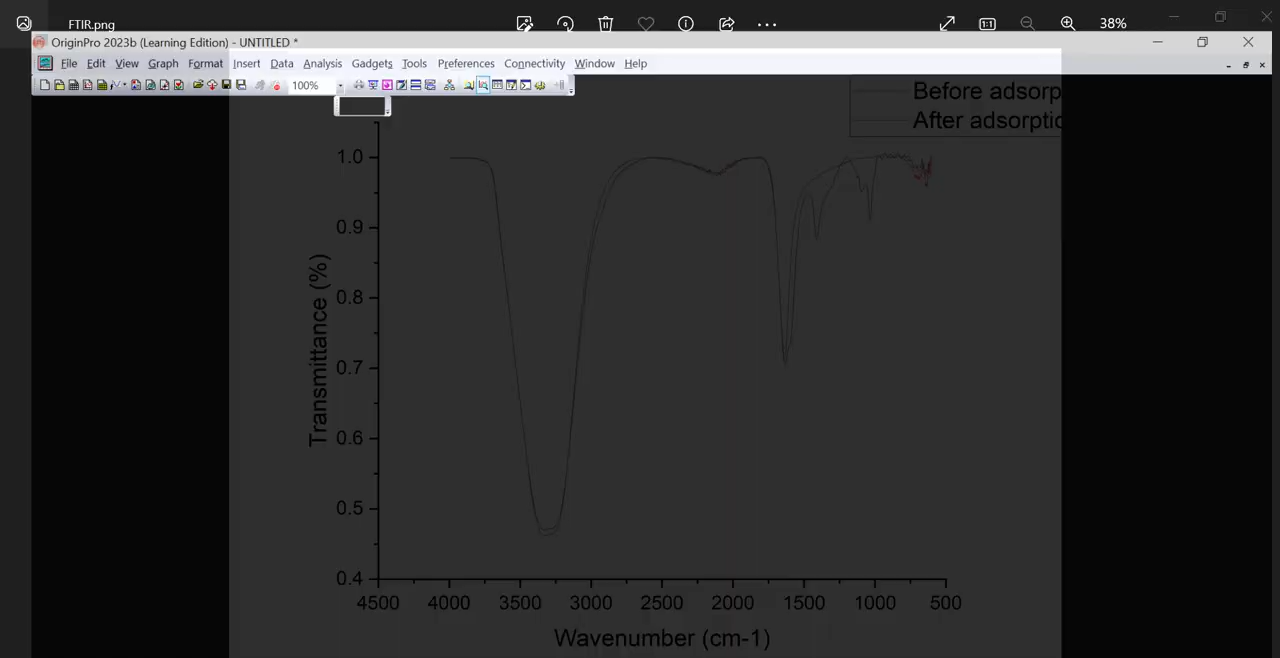 FTIR.png
38%
OriginPro 2023b (Learning Edition) - UNTITLED *
File Edit View Graph Format Insert Data Analysis Gadgets Tools Preferences Connectivity Window Help
100%
Before adsorp
After adsorptio
1.0
0.9
0.8
0.7
0.6
0.5
0.4
Transmittance (%)
4500 4000 3500 3000 2500 2000 1500 1000 500
Wavenumber (cm-1)